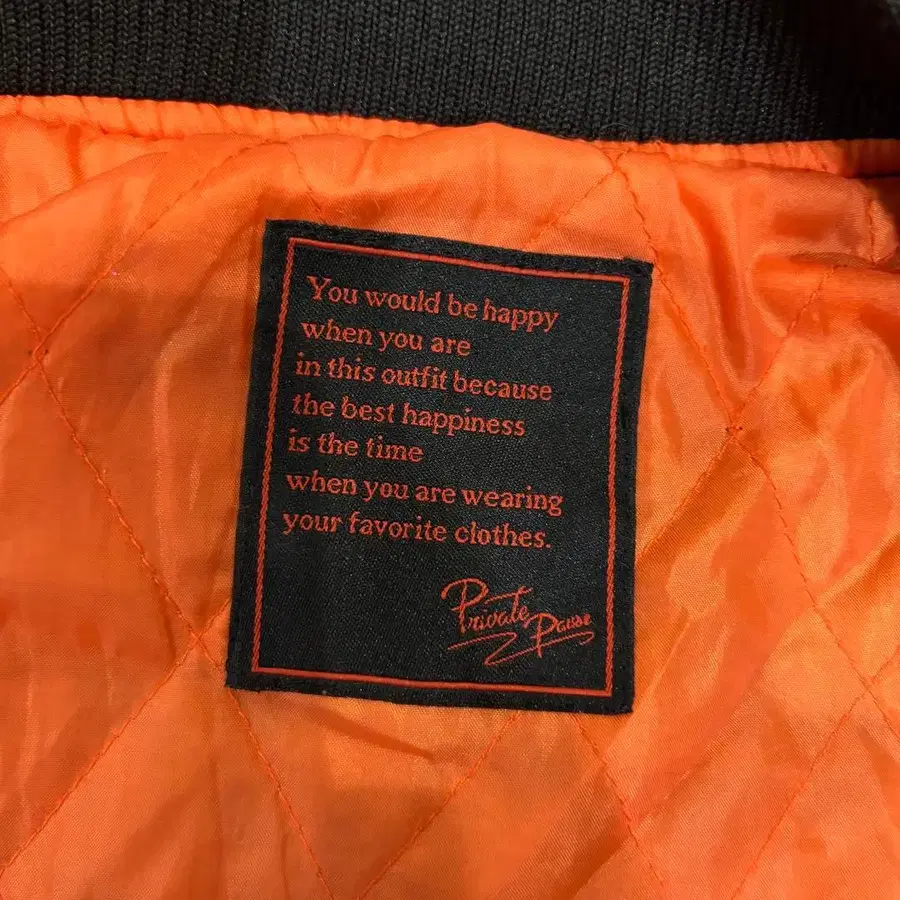 You would be happy
when you are
in this outfit because
the best happiness
is the time
when you are wearing
your favorite clothes.
Private
Pause